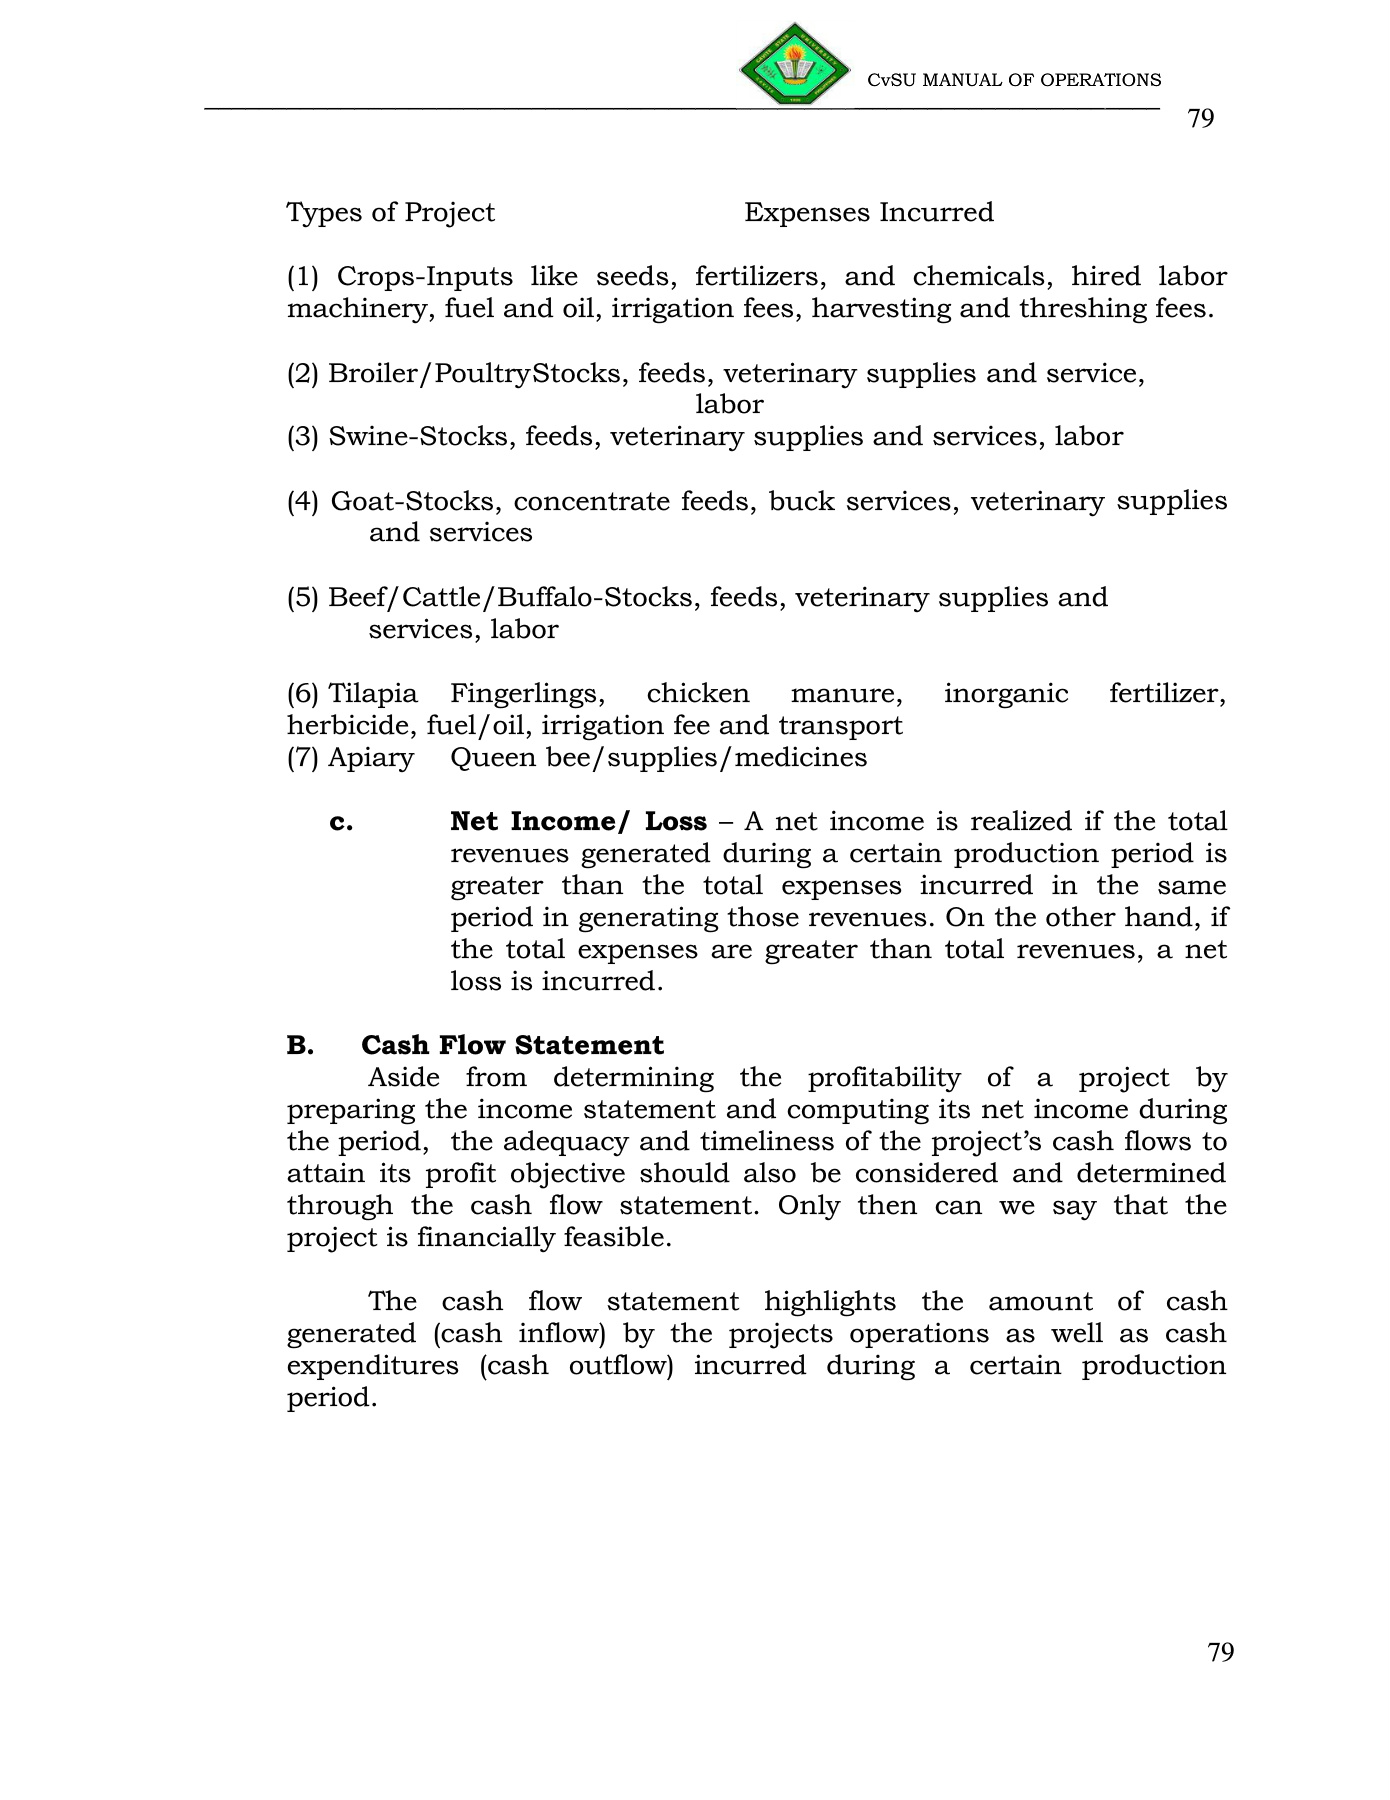 CvSU MANUAL OF OPERATIONS
79
Types of Project Expenses Incurred
(1) Crops-Inputs like seeds, fertilizers, and chemicals, hired labor
machinery, fuel and oil, irrigation fees, harvesting and threshing fees.
(2) Broiler/PoultryStocks, feeds, veterinary supplies and service,
labor
(3) Swine-Stocks, feeds, veterinary supplies and services, labor
(4) Goat-Stocks, concentrate feeds, buck services, veterinary supplies
and services
(5) Beef/Cattle/Buffalo-Stocks, feeds, veterinary supplies and
services, labor
(6) Tilapia Fingerlings, chicken manure, inorganic fertilizer,
herbicide, fuel/oil, irrigation fee and transport
(7) Apiary Queen bee/supplies/medicines
c. Net Income/ Loss – A net income is realized if the total
revenues generated during a certain production period is
greater than the total expenses incurred in the same
period in generating those revenues. On the other hand, if
the total expenses are greater than total revenues, a net
loss is incurred.
B. Cash Flow Statement
Aside from determining the profitability of a project by
preparing the income statement and computing its net income during
the period, the adequacy and timeliness of the project’s cash flows to
attain its profit objective should also be considered and determined
through the cash flow statement. Only then can we say that the
project is financially feasible.
The cash flow statement highlights the amount of cash
generated (cash inflow) by the projects operations as well as cash
expenditures (cash outflow) incurred during a certain production
period.
79